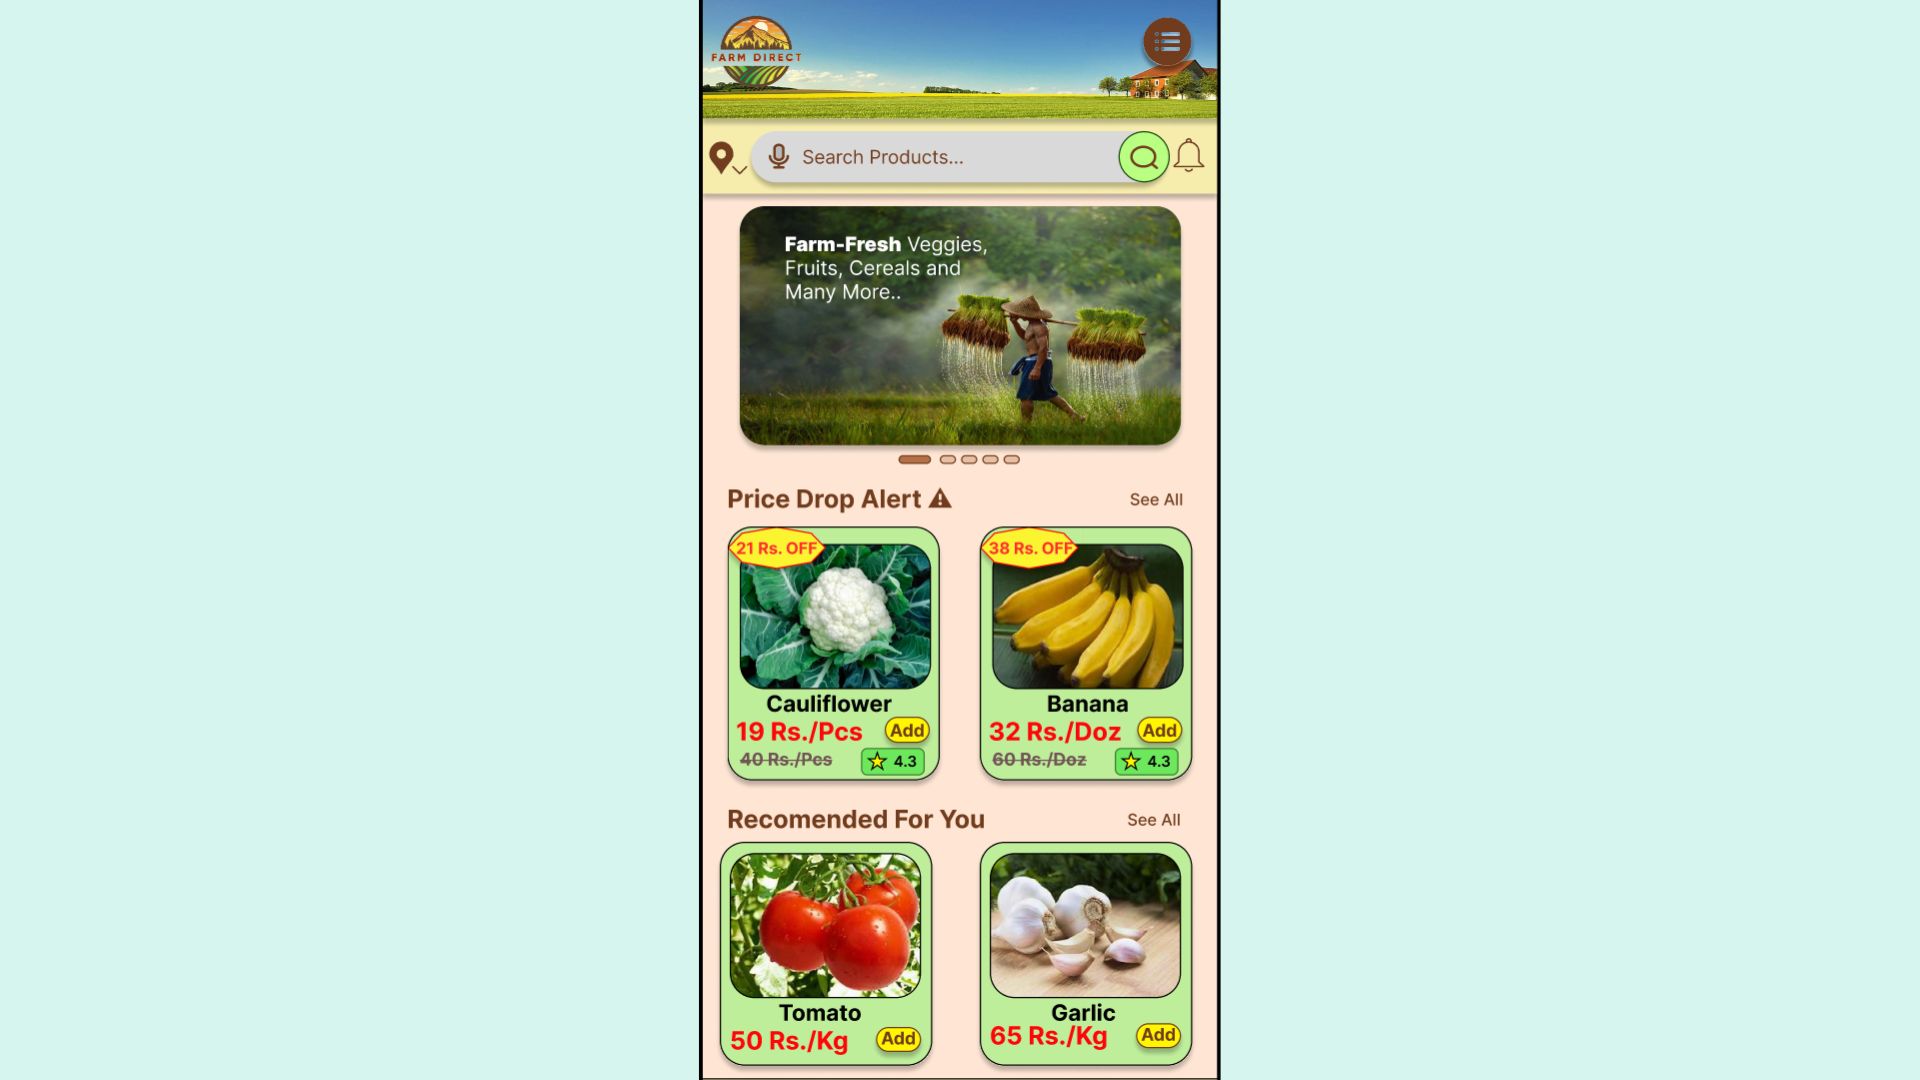 FARM DIRECT
Search Products...
Farm-Fresh Veggies,
Fruits, Cereals and
Many More..
Price Drop Alert
See All
21 Rs. OFF
38 Rs. OFF
Cauliflower
Banana
19 Rs./Pcs
Add
32 Rs./Doz
Add
40 Rs./Pcs
4.3
60 Rs./Doz
4.3
Recomended For You
See All
Tomato
Garlic
50 Rs./Kg
Add
65 Rs./Kg
Add